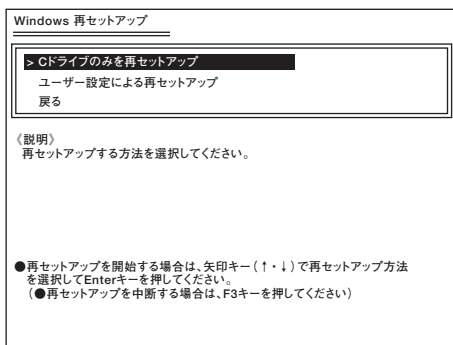 Windows 再セットアップ
> Cドライブのみを再セットアップ
ユーザー設定による再セットアップ
戻る
《説明》
再セットアップする方法を選択してください。
●再セットアップを開始する場合は、矢印キー(↑・↓)で再セットアップ方法
を選択してEnterキーを押してください。
(●再セットアップを中断する場合は、F3キーを押してください)